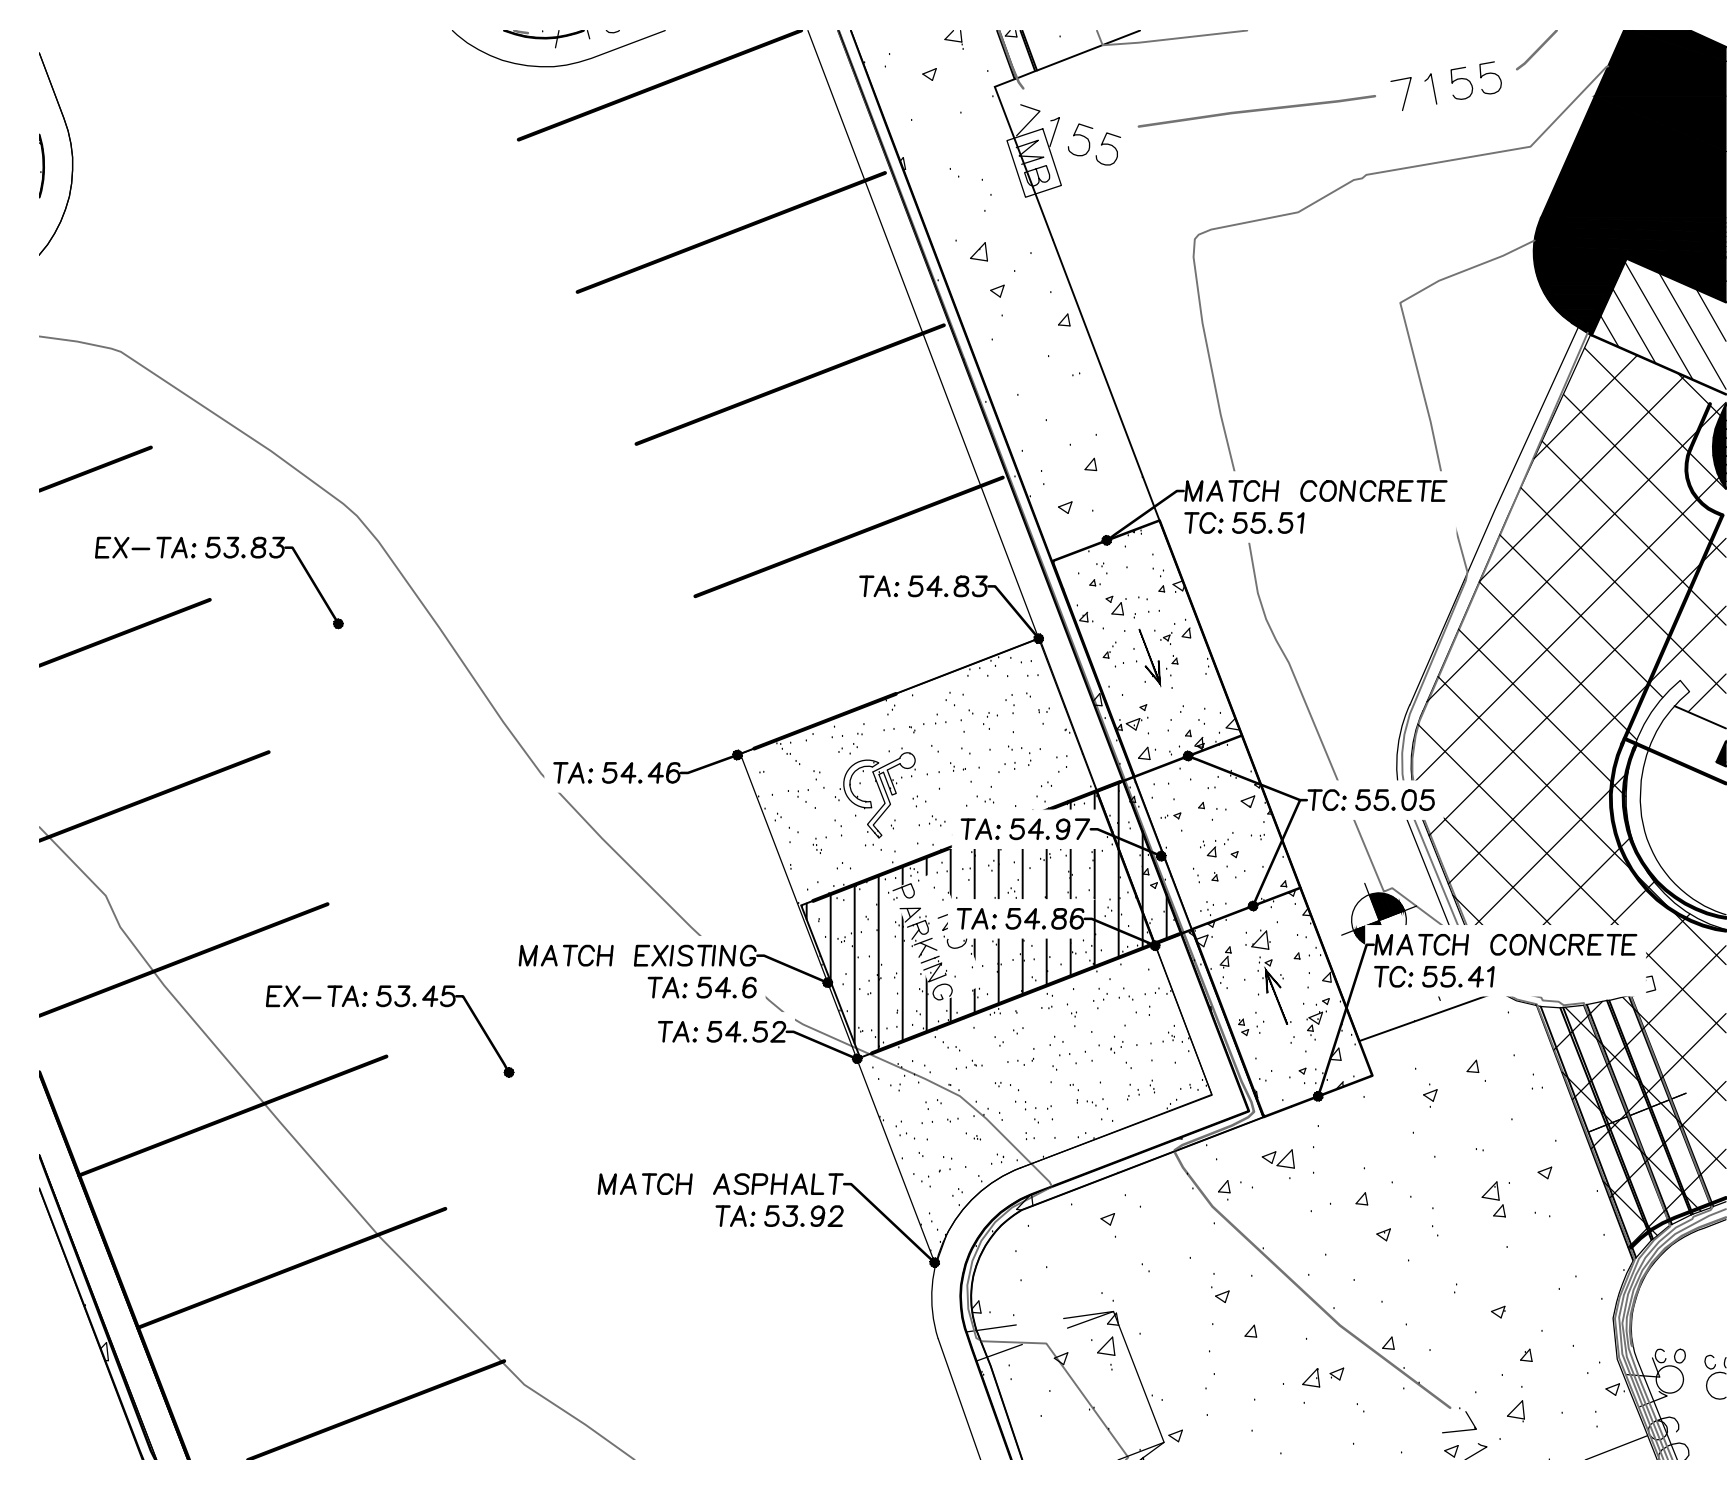 7155
7155
MB
MATCH CONCRETE
TC: 55.51
EX-TA: 53.83
TA: 54.83
TA: 54.46
TC: 55.05
TA: 54.97
NO
PARKING
TA: 54.86
MATCH EXISTING
TA: 54.6
MATCH CONCRETE
TC: 55.41
EX-TA: 53.45
TA: 54.52
MATCH ASPHALT
TA: 53.92
CO